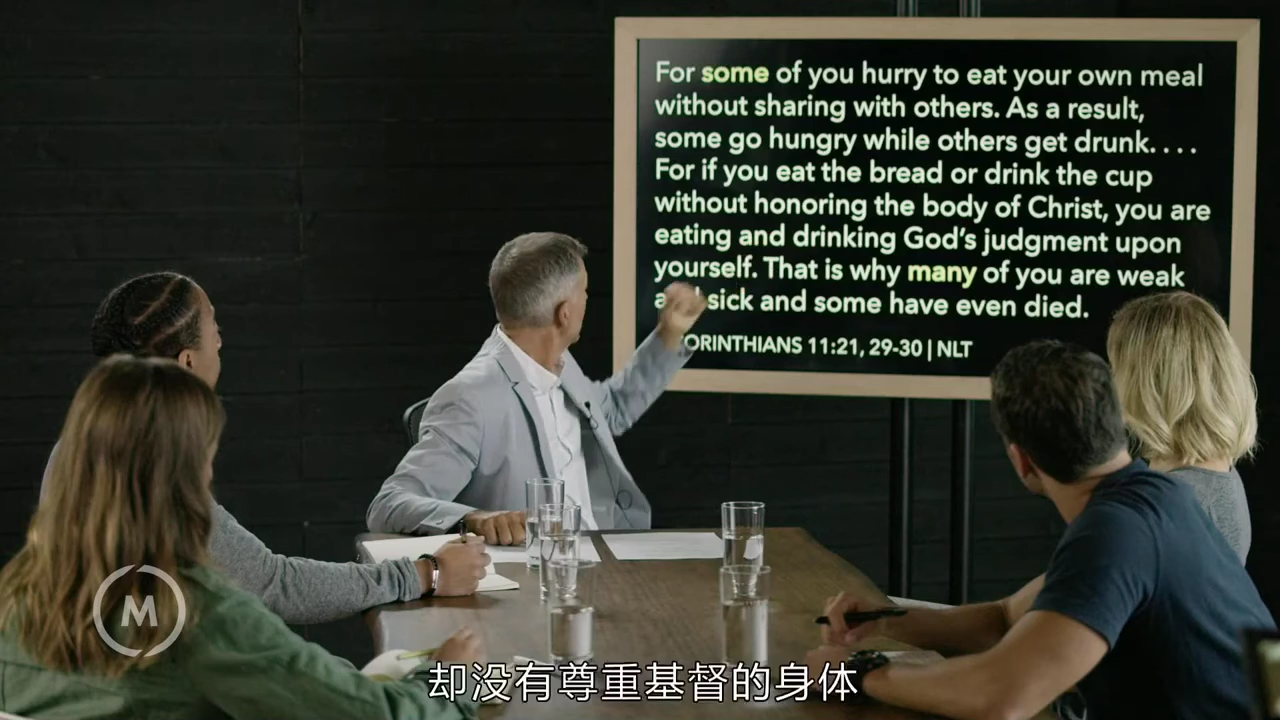 For some of you hurry to eat your own meal
without sharing with others. As a result,
some go hungry while others get drunk. . . .
For if you eat the bread or drink the cup
without honoring the body of Christ, you are
eating and drinking God's judgment upon
yourself. That is why many of you are weak
sick and some have even died.
11:21, 29-30 | NLT
M
却没有尊重基督的身体